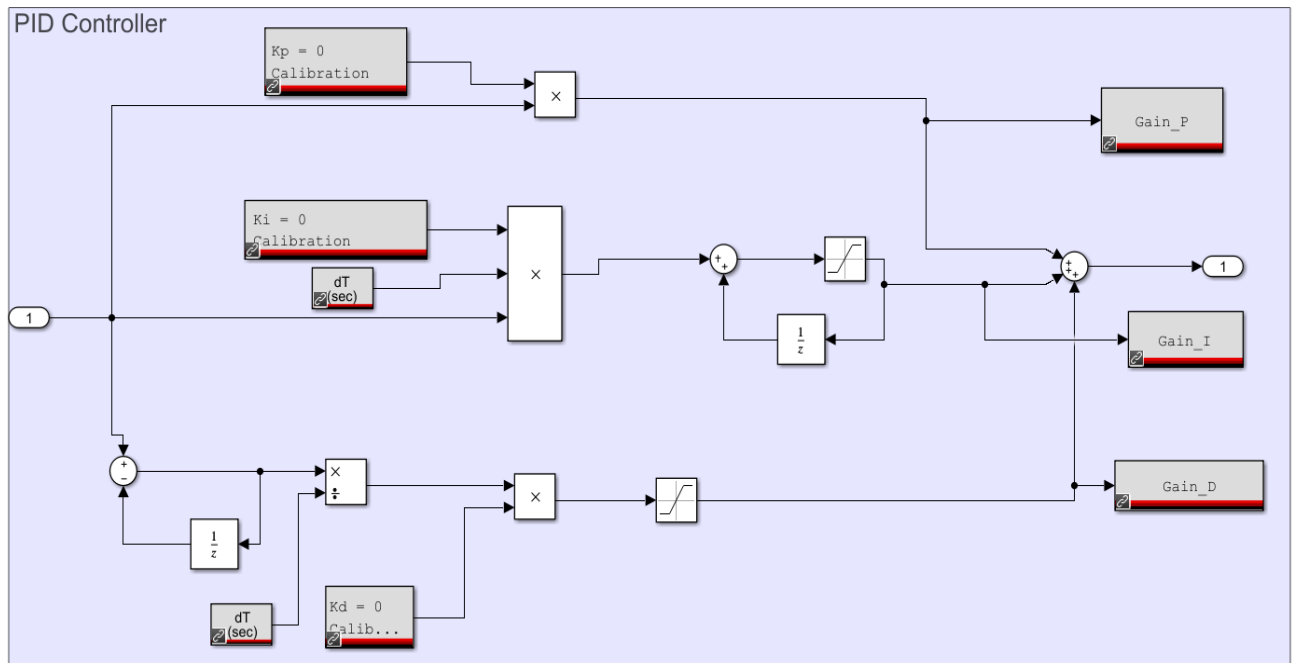 PID Controller
Kp = 0
Calibration
×
Gain_P
Ki = 0
Calibration
×
dT
(sec)
+
+
+
+
+
1
1
1
z
Gain_I
+
−
×
÷
×
Gain_D
1
z
dT
(sec)
Kd = 0
Calib...